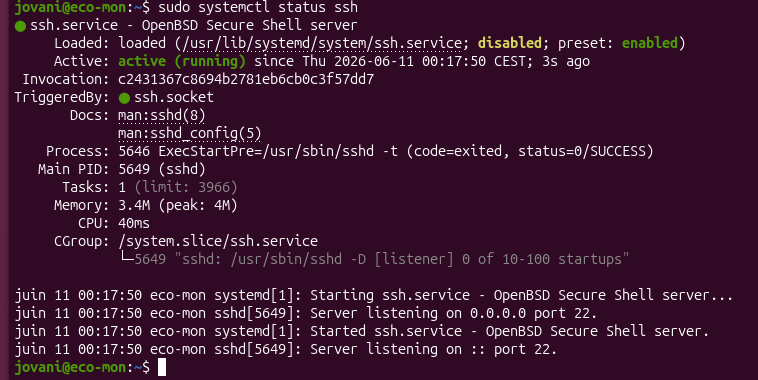 jovani@eco-mon:~$ sudo systemctl status ssh
● ssh.service - OpenBSD Secure Shell server
Loaded: loaded (/usr/lib/systemd/system/ssh.service; disabled; preset: enabled)
Active: active (running) since Thu 2026-06-11 00:17:50 CEST; 3s ago
Invocation: c2431367c8694b2781eb6cb0c3f57dd7
TriggeredBy: ● ssh.socket
Docs: man:sshd(8)
man:sshd_config(5)
Process: 5646 ExecStartPre=/usr/sbin/sshd -t (code=exited, status=0/SUCCESS)
Main PID: 5649 (sshd)
Tasks: 1 (limit: 3966)
Memory: 3.4M (peak: 4M)
CPU: 40ms
CGroup: /system.slice/ssh.service
└─5649 "sshd: /usr/sbin/sshd -D [listener] 0 of 10-100 startups"
juin 11 00:17:50 eco-mon systemd[1]: Starting ssh.service - OpenBSD Secure Shell server...
juin 11 00:17:50 eco-mon sshd[5649]: Server listening on 0.0.0.0 port 22.
juin 11 00:17:50 eco-mon systemd[1]: Started ssh.service - OpenBSD Secure Shell server.
juin 11 00:17:50 eco-mon sshd[5649]: Server listening on :: port 22.
jovani@eco-mon:~$